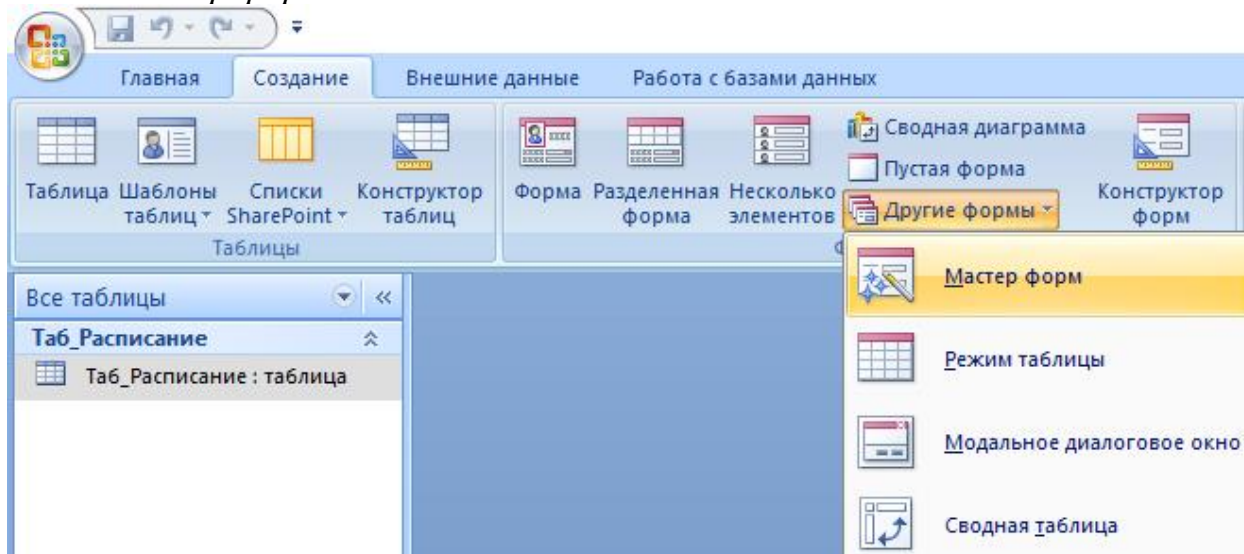 Главная Создание Внешние данные Работа с базами данных
Таблица Шаблоны таблиц Списки SharePoint Конструктор таблиц
Таблицы
Форма Разделенная форма Несколько элементов
Сводная диаграмма
Пустая форма
Другие формы
Конструктор форм
Все таблицы
Таб_Расписание
Таб_Расписание : таблица
Мастер форм
Режим таблицы
Модальное диалоговое окно
Сводная таблица